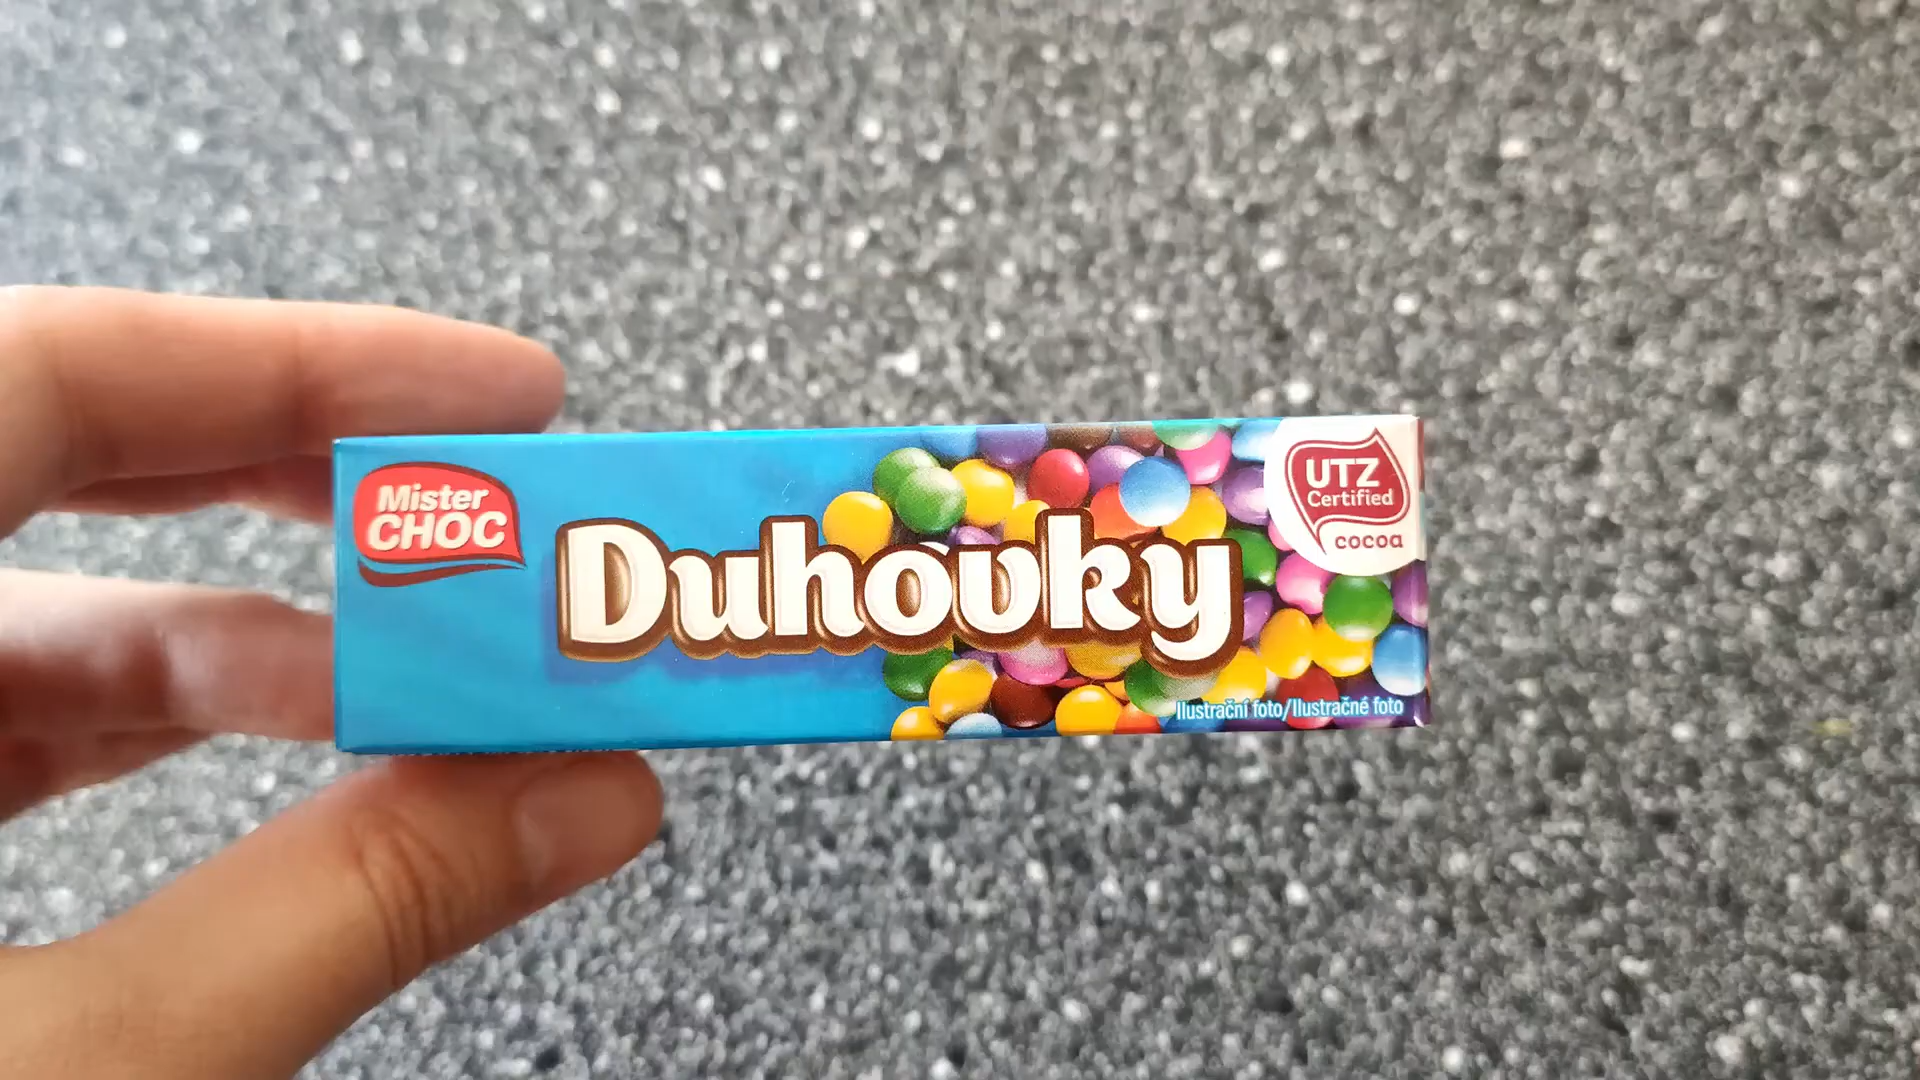 Mister
CHOC
Duhovky
UTZ
Certified
cocoa
Ilustrační foto/Ilustračné foto